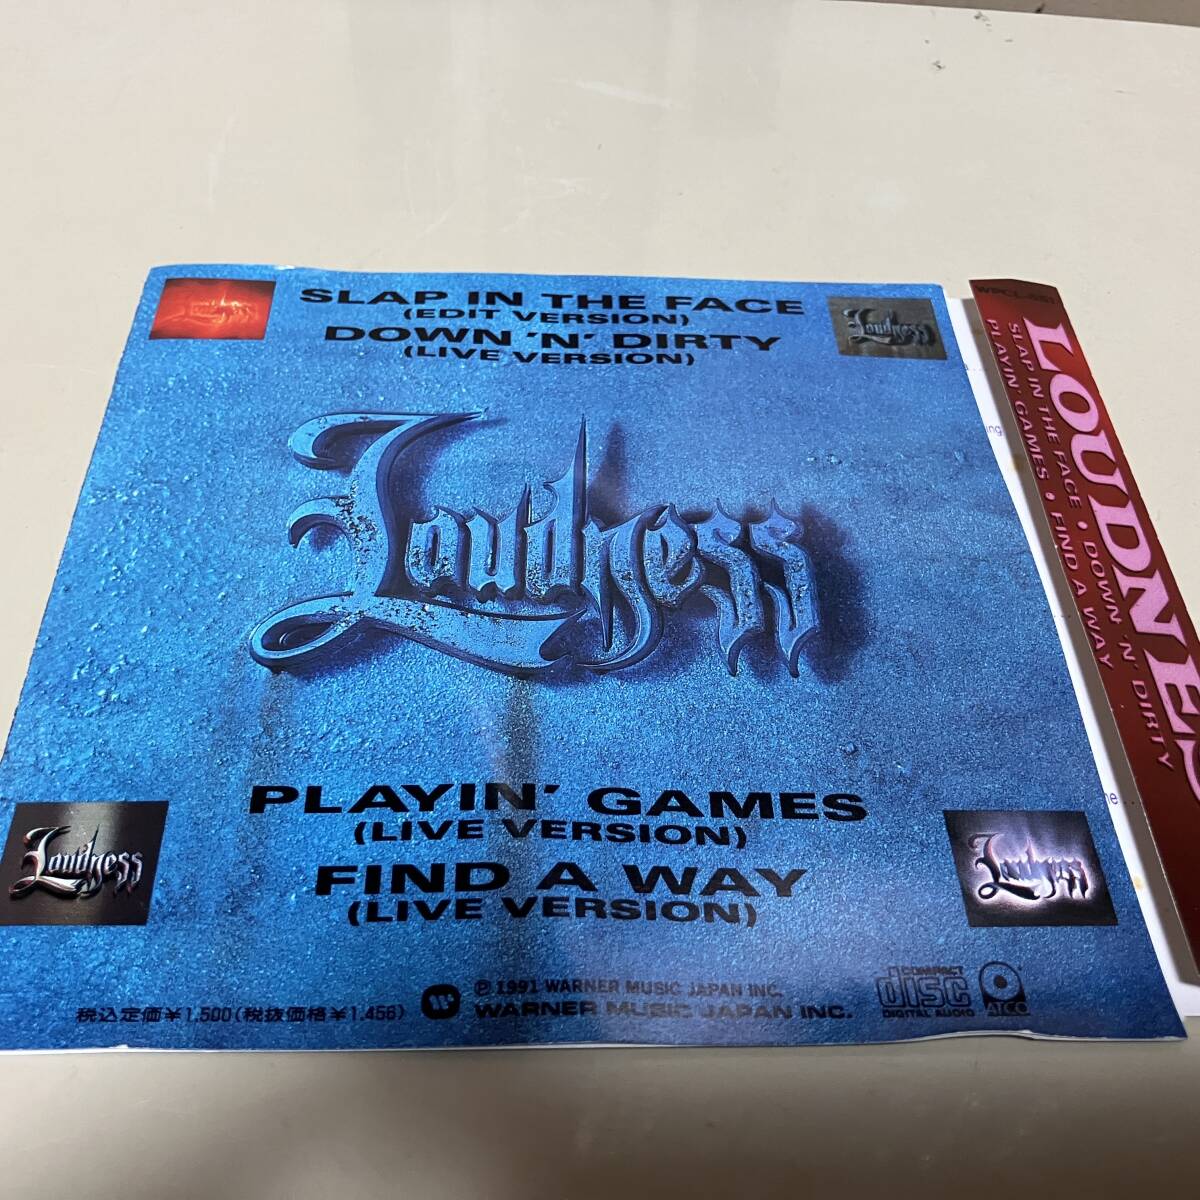 SLAP IN THE FACE
(EDIT VERSION)
DOWN 'N' DIRTY
(LIVE VERSION)
Loudness
Loudness
PLAYIN' GAMES
(LIVE VERSION)
FIND A WAY
(LIVE VERSION)
Loudness
Loudness
税込定価¥1,500(税抜価格¥1,456)
℗ 1991 WARNER MUSIC JAPAN INC.
WARNER MUSIC JAPAN INC.
COMPACT
disc
DIGITAL AUDIO
ATCO
LOUDNES
SLAP IN THE FACE • DOWN 'N' DIRTY
PLAYIN' GAMES • FIND A WAY